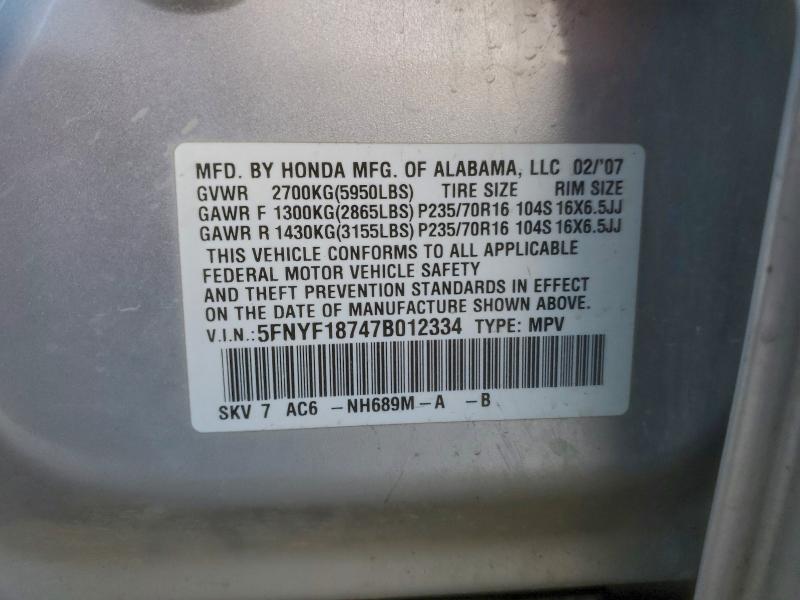 MFD. BY HONDA MFG. OF ALABAMA, LLC 02/'07
GVWR 2700KG(5950LBS) TIRE SIZE RIM SIZE
GAWR F 1300KG(2865LBS) P235/70R16 104S 16X6.5JJ
GAWR R 1430KG(3155LBS) P235/70R16 104S 16X6.5JJ
THIS VEHICLE CONFORMS TO ALL APPLICABLE
FEDERAL MOTOR VEHICLE SAFETY
AND THEFT PREVENTION STANDARDS IN EFFECT
ON THE DATE OF MANUFACTURE SHOWN ABOVE.
V.I.N.: 5FNYF18747B012334 TYPE: MPV
SKV 7 AC6 -NH689M-A -B